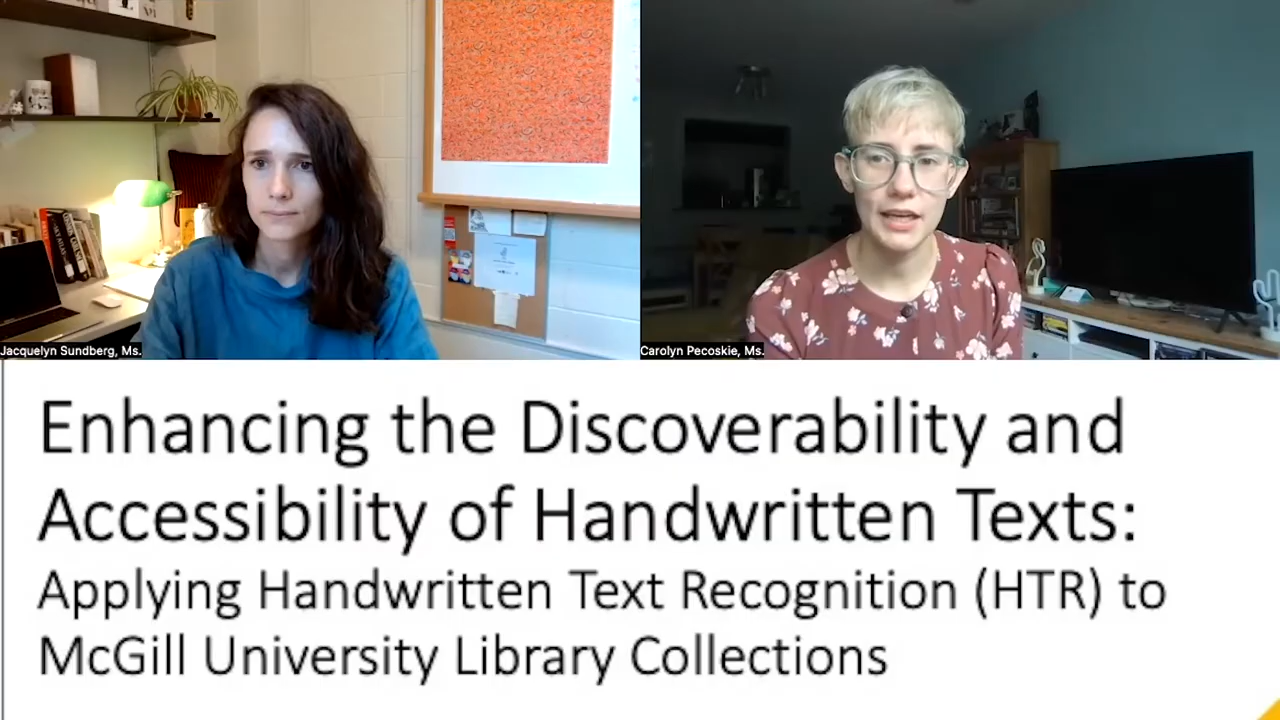 Jacquelyn Sundberg, Ms.
Carolyn Pecoskie, Ms.
Enhancing the Discoverability and
Accessibility of Handwritten Texts:
Applying Handwritten Text Recognition (HTR) to
McGill University Library Collections